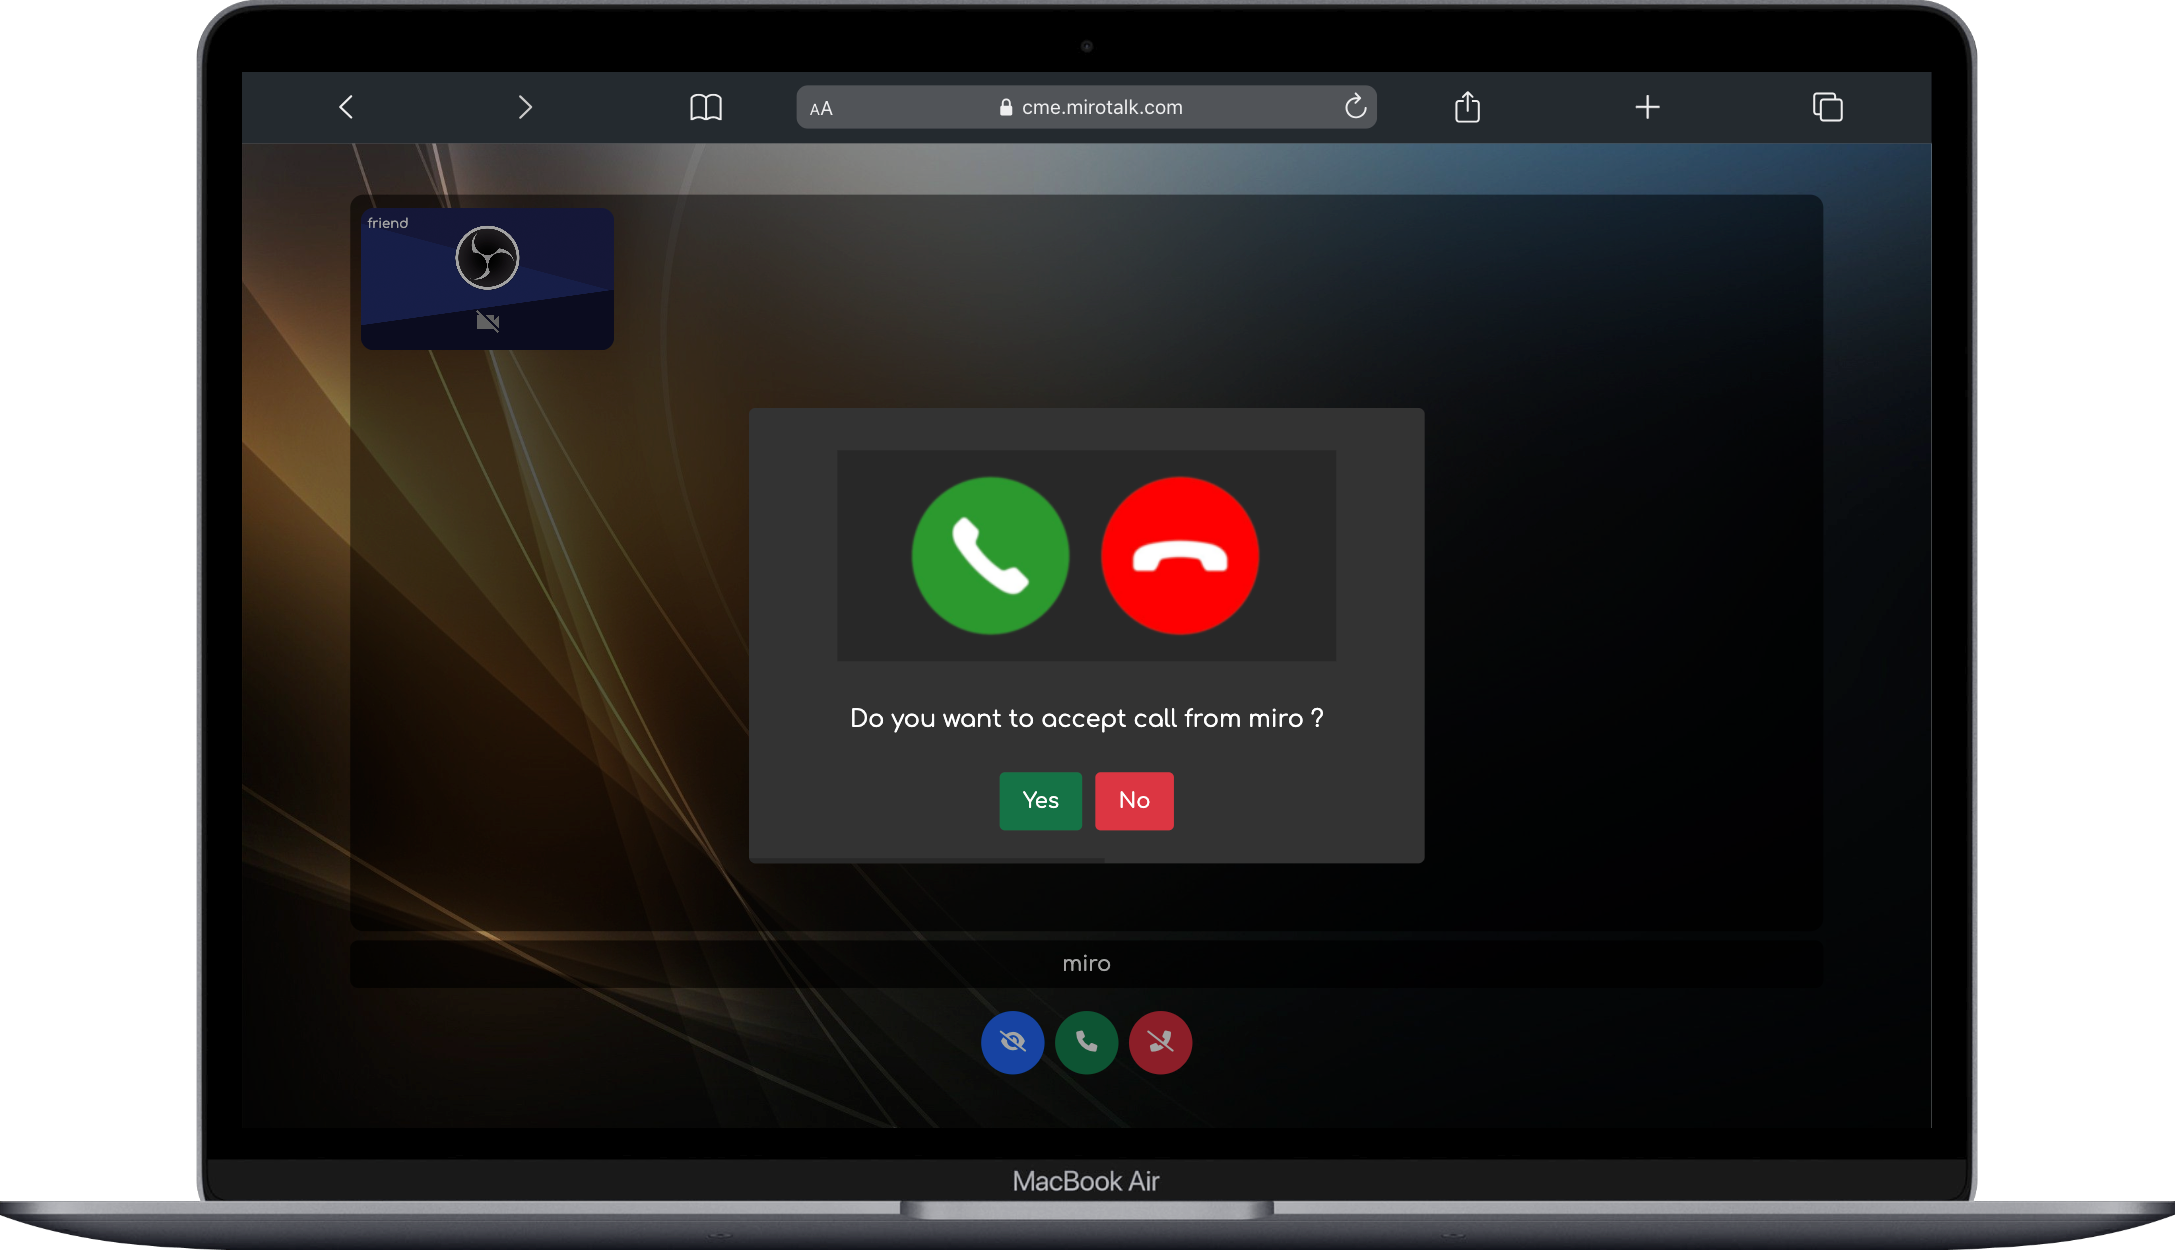 AA
cme.mirotalk.com
friend
Do you want to accept call from miro ?
Yes
No
miro
MacBook Air